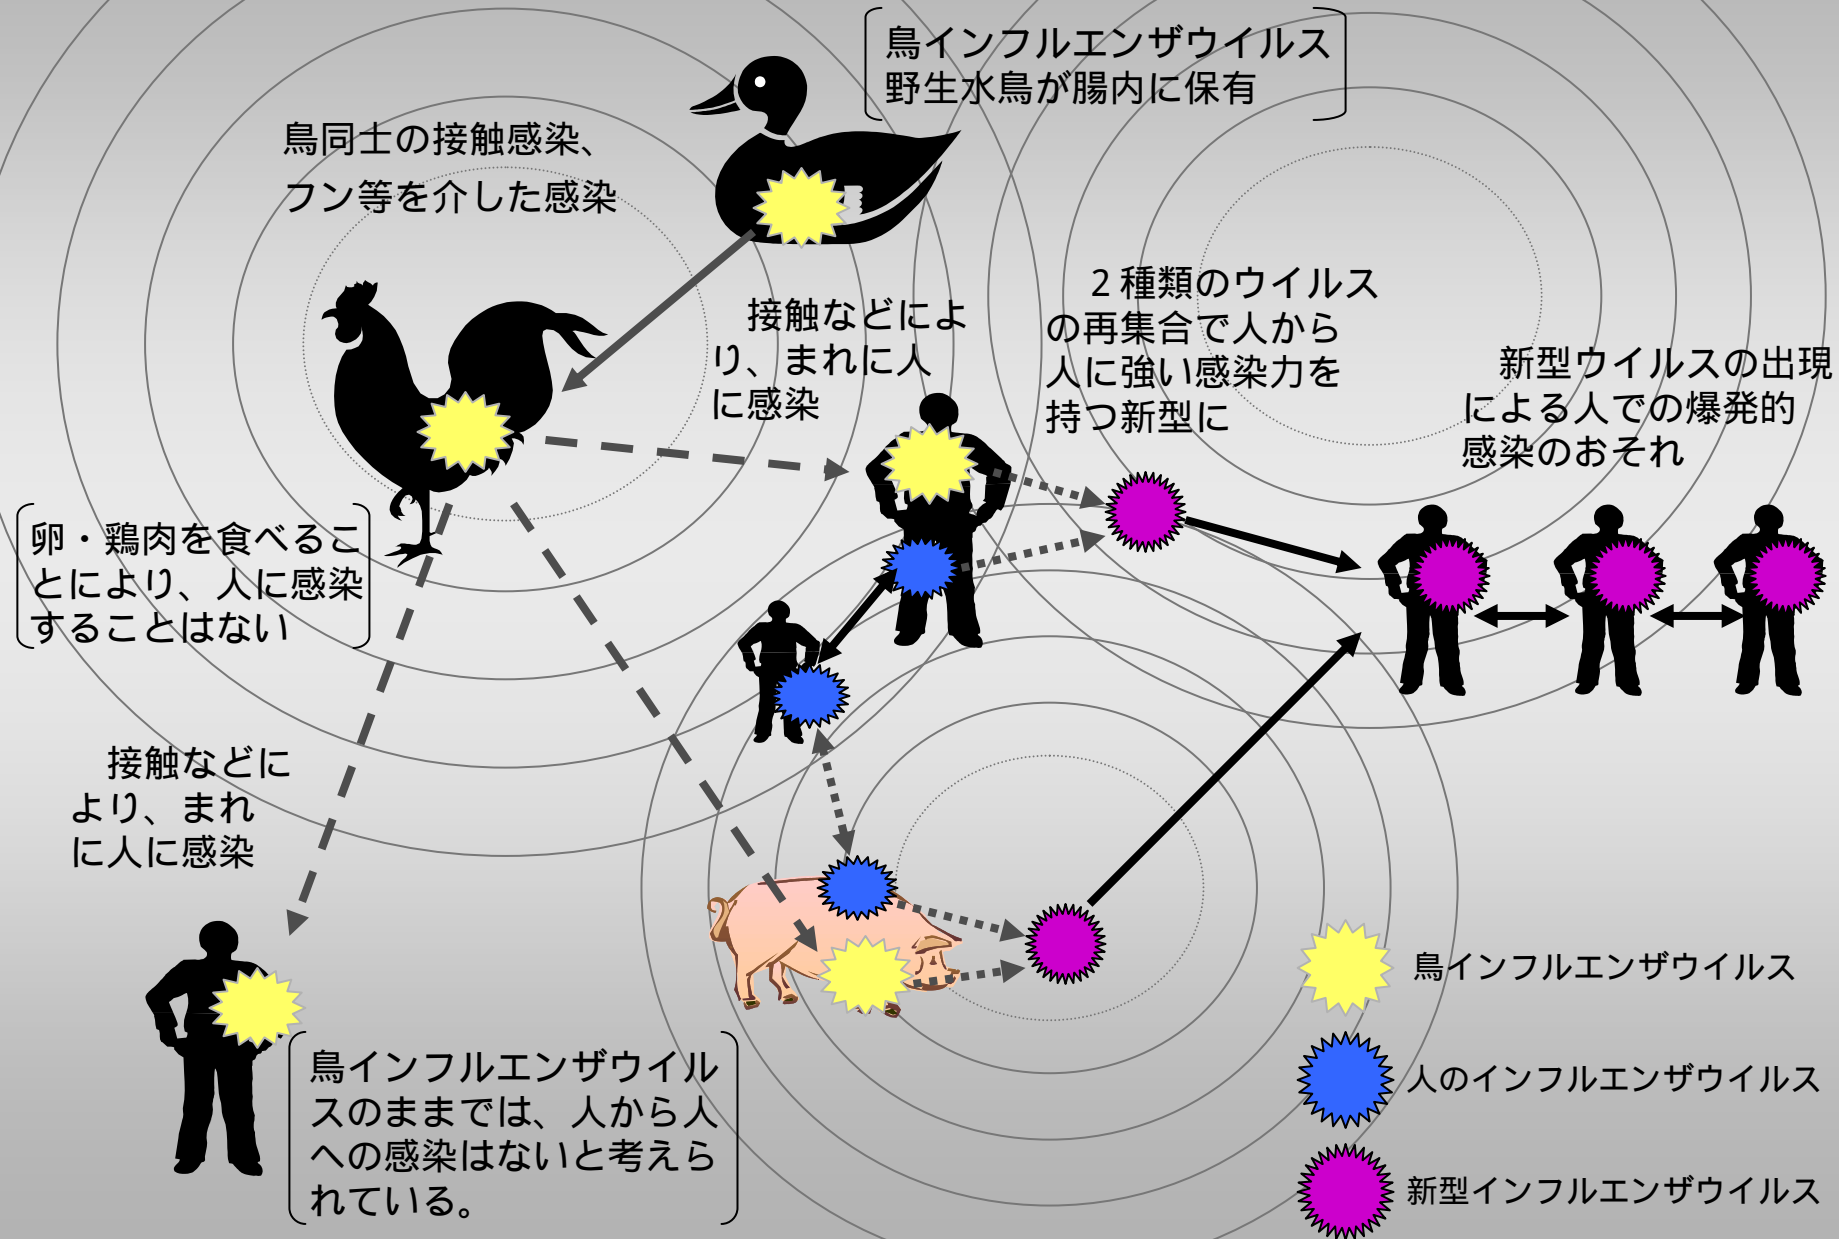 鳥インフルエンザウイルス
野生水鳥が腸内に保有
鳥同士の接触感染、
フン等を介した感染
接触などによ
り、まれに人
に感染
２種類のウイルス
の再集合で人から
人に強い感染力を
持つ新型に
新型ウイルスの出現
による人での爆発的
感染のおそれ
卵・鶏肉を食べるこ
とにより、人に感染
することはない
接触などに
より、まれ
に人に感染
鳥インフルエンザウイル
スのままでは、人から人
への感染はないと考えら
れている。
鳥インフルエンザウイルス
人のインフルエンザウイルス
新型インフルエンザウイルス